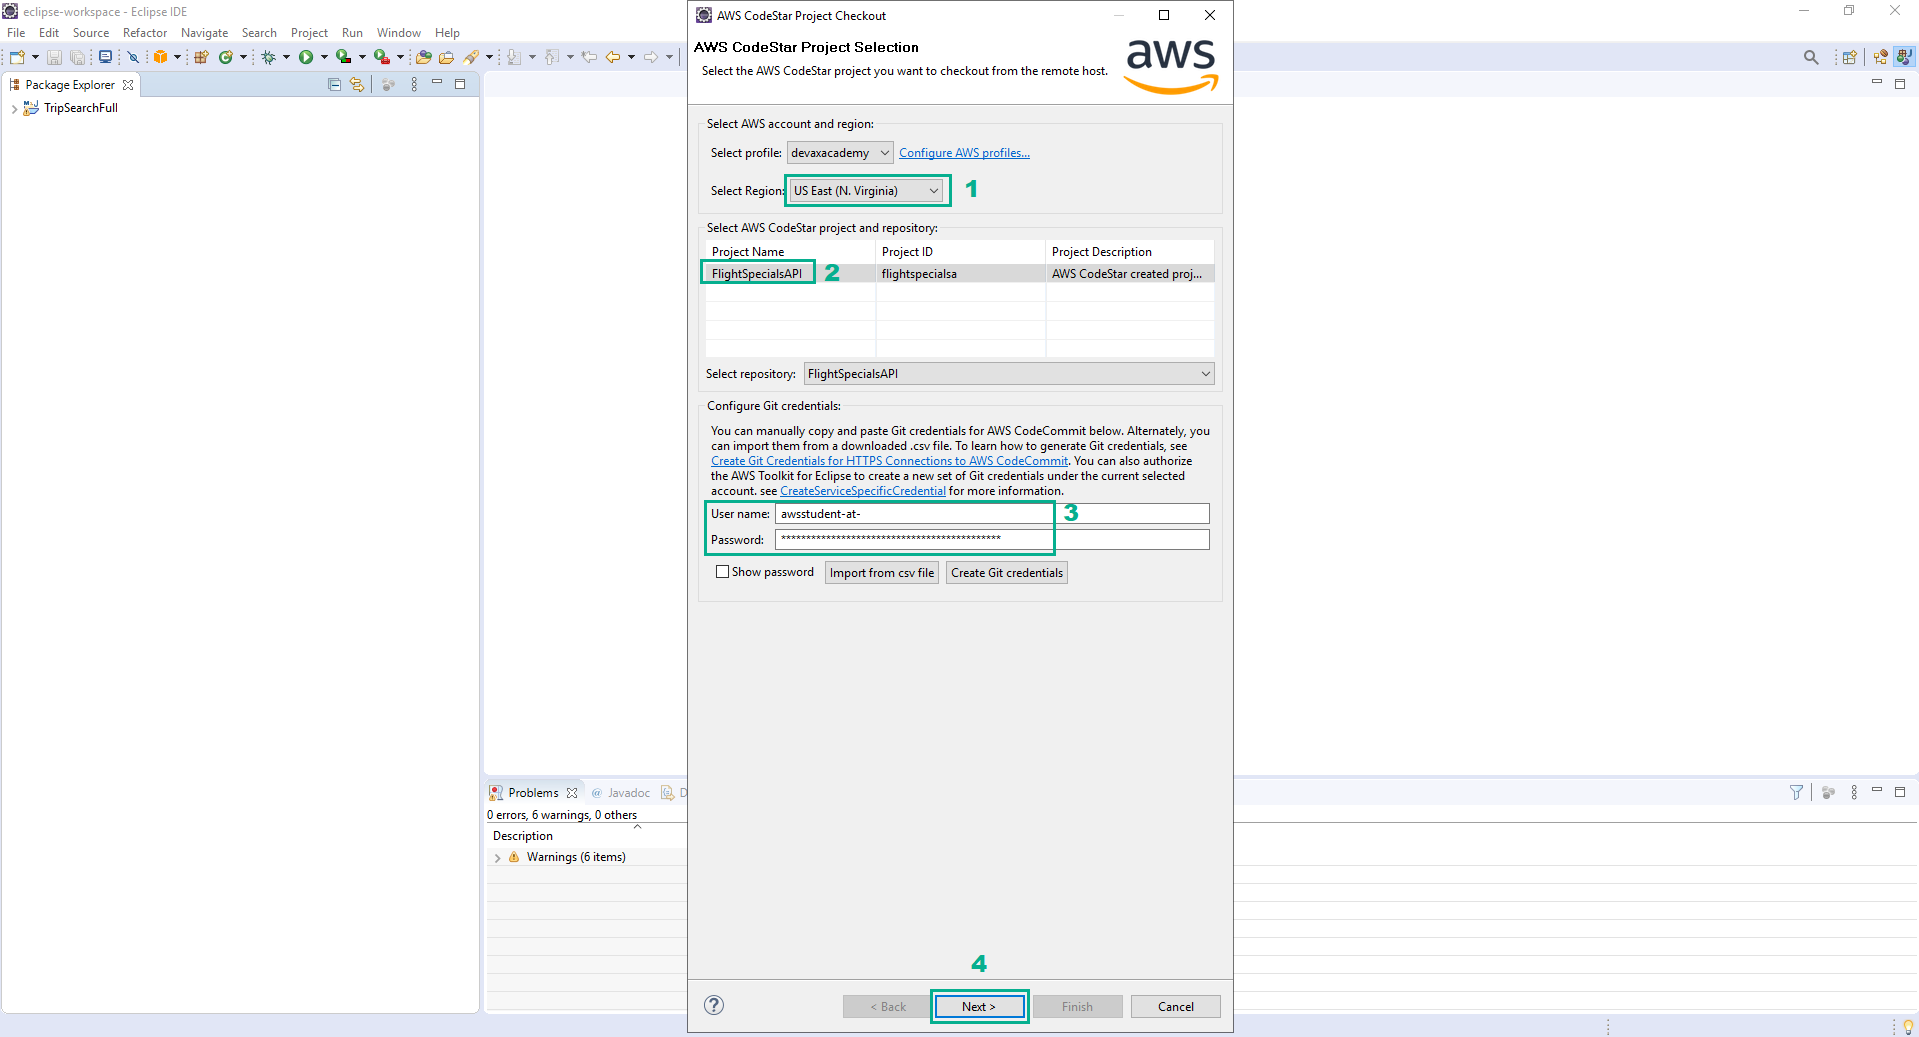 eclipse-workspace - Eclipse IDE
File Edit Source Refactor Navigate Search Project Run Window Help
Package Explorer
TripSearchFull
AWS CodeStar Project Checkout
AWS CodeStar Project Selection
Select the AWS CodeStar project you want to checkout from the remote host.
aws
Select AWS account and region:
Select profile: devaxacademy Configure AWS profiles...
Select Region: US East (N. Virginia) 1
Select AWS CodeStar project and repository:
Project Name Project ID Project Description
FlightSpecialsAPI 2 flightspecialsa AWS CodeStar created proj...
Select repository: FlightSpecialsAPI
Configure Git credentials:
You can manually copy and paste Git credentials for AWS CodeCommit below. Alternately, you
can import them from a downloaded .csv file. To learn how to generate Git credentials, see
Create Git Credentials for HTTPS Connections to AWS CodeCommit. You can also authorize
the AWS Toolkit for Eclipse to create a new set of Git credentials under the current selected
account. see CreateServiceSpecificCredential for more information.
User name: awsstudent-at- 3
Password: ********************************************
Show password Import from csv file Create Git credentials
4
? < Back Next > Finish Cancel
Problems @ Javadoc D
0 errors, 6 warnings, 0 others
Description
Warnings (6 items)